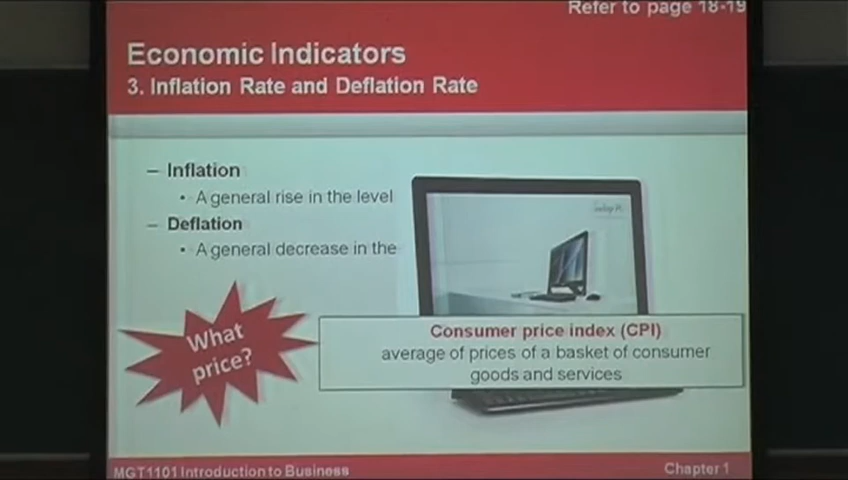 Refer to page 18-19
Economic Indicators
3. Inflation Rate and Deflation Rate
– Inflation
• A general rise in the level
– Deflation
• A general decrease in the
What
price?
Consumer price index (CPI)
average of prices of a basket of consumer
goods and services
MGT1101 Introduction to Business
Chapter 1